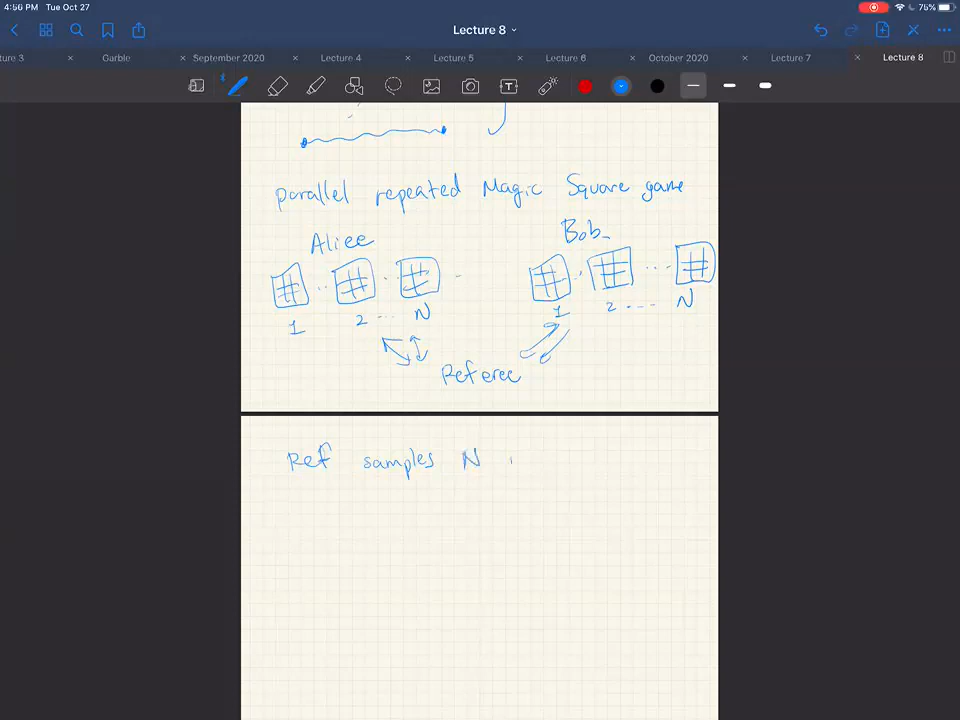 4:56 PM Tue Oct 27
75%
Lecture 8
ure 3
Garble
September 2020
Lecture 4
Lecture 5
Lecture 6
October 2020
Lecture 7
Lecture 8
parallel repeated Magic Square game
Alice
Bob
1 2 ... N
1 2 .... N
Referee
Ref samples N